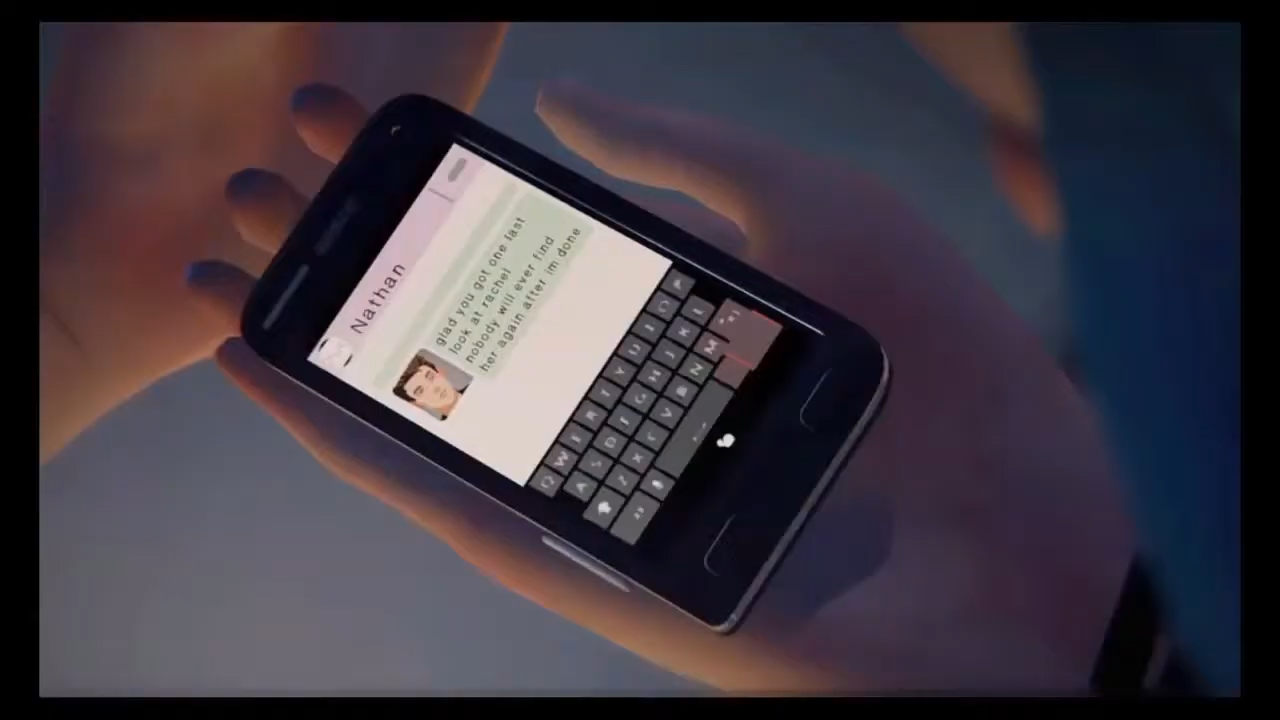 Nathan
glad you got one last
look at rachel
nobody will ever find
her again after im done